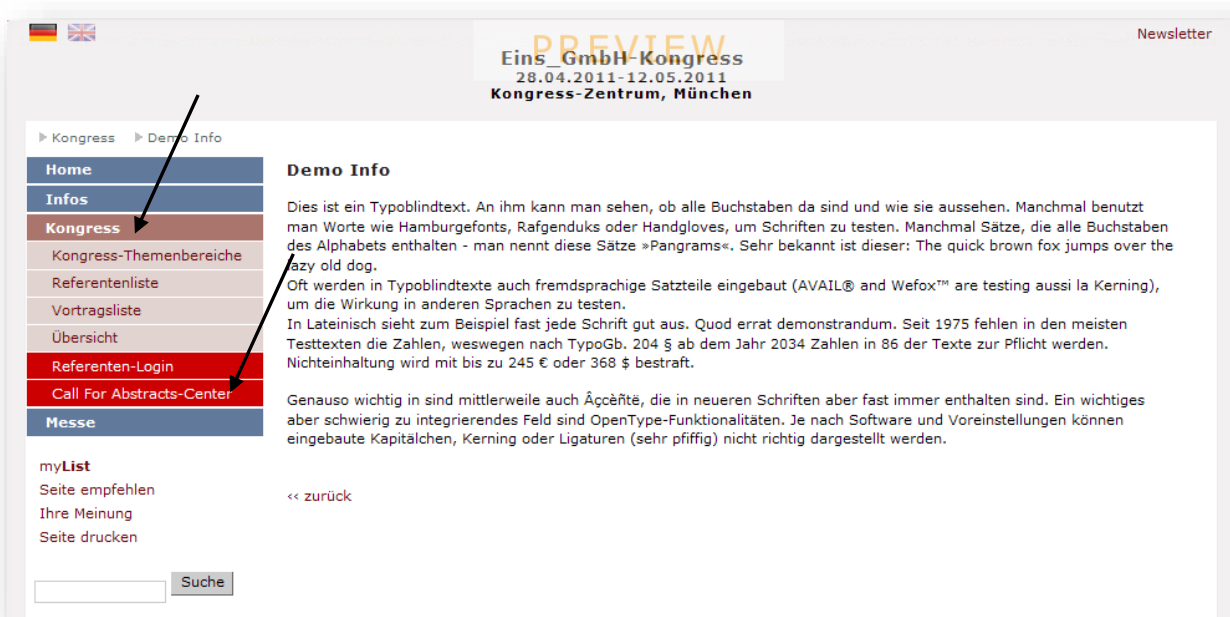 Newsletter
PREVIEW
Eins_GmbH-Kongress
28.04.2011-12.05.2011
Kongress-Zentrum, München
Kongress Demo Info
Home
Infos
Kongress
Kongress-Themenbereiche
Referentenliste
Vortragsliste
Übersicht
Referenten-Login
Call For Abstracts-Center
Messe
myList
Seite empfehlen
Ihre Meinung
Seite drucken
Suche
Demo Info
Dies ist ein Typoblindtext. An ihm kann man sehen, ob alle Buchstaben da sind und wie sie aussehen. Manchmal benutzt
man Worte wie Hamburgefonts, Rafgenduks oder Handgloves, um Schriften zu testen. Manchmal Sätze, die alle Buchstaben
des Alphabets enthalten - man nennt diese Sätze »Pangrams«. Sehr bekannt ist dieser: The quick brown fox jumps over the
lazy old dog.
Oft werden in Typoblindtexte auch fremdsprachige Satzteile eingebaut (AVAIL® and Wefox™ are testing aussi la Kerning),
um die Wirkung in anderen Sprachen zu testen.
In Lateinisch sieht zum Beispiel fast jede Schrift gut aus. Quod errat demonstrandum. Seit 1975 fehlen in den meisten
Testtexten die Zahlen, weswegen nach TypoGb. 204 § ab dem Jahr 2034 Zahlen in 86 der Texte zur Pflicht werden.
Nichteinhaltung wird mit bis zu 245 € oder 368 $ bestraft.
Genauso wichtig in sind mittlerweile auch Âçcèñtë, die in neueren Schriften aber fast immer enthalten sind. Ein wichtiges
aber schwierig zu integrierendes Feld sind OpenType-Funktionalitäten. Je nach Software und Voreinstellungen können
eingebaute Kapitälchen, Kerning oder Ligaturen (sehr pfiffig) nicht richtig dargestellt werden.
‹‹ zurück